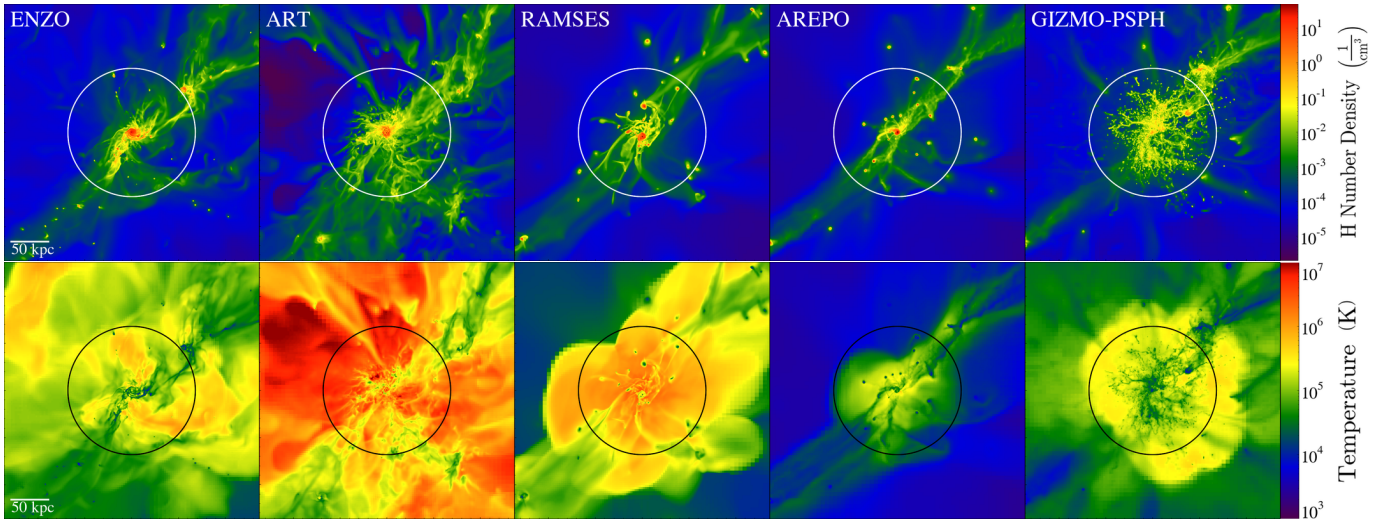 ENZO ART RAMSES AREPO GIZMO-PSPH
50 kpc
10¹
10⁰
10⁻¹
10⁻²
10⁻³
10⁻⁴
10⁻⁵
H Number Density (1/cm³)
50 kpc
10⁷
10⁶
10⁵
10⁴
10³
Temperature (K)